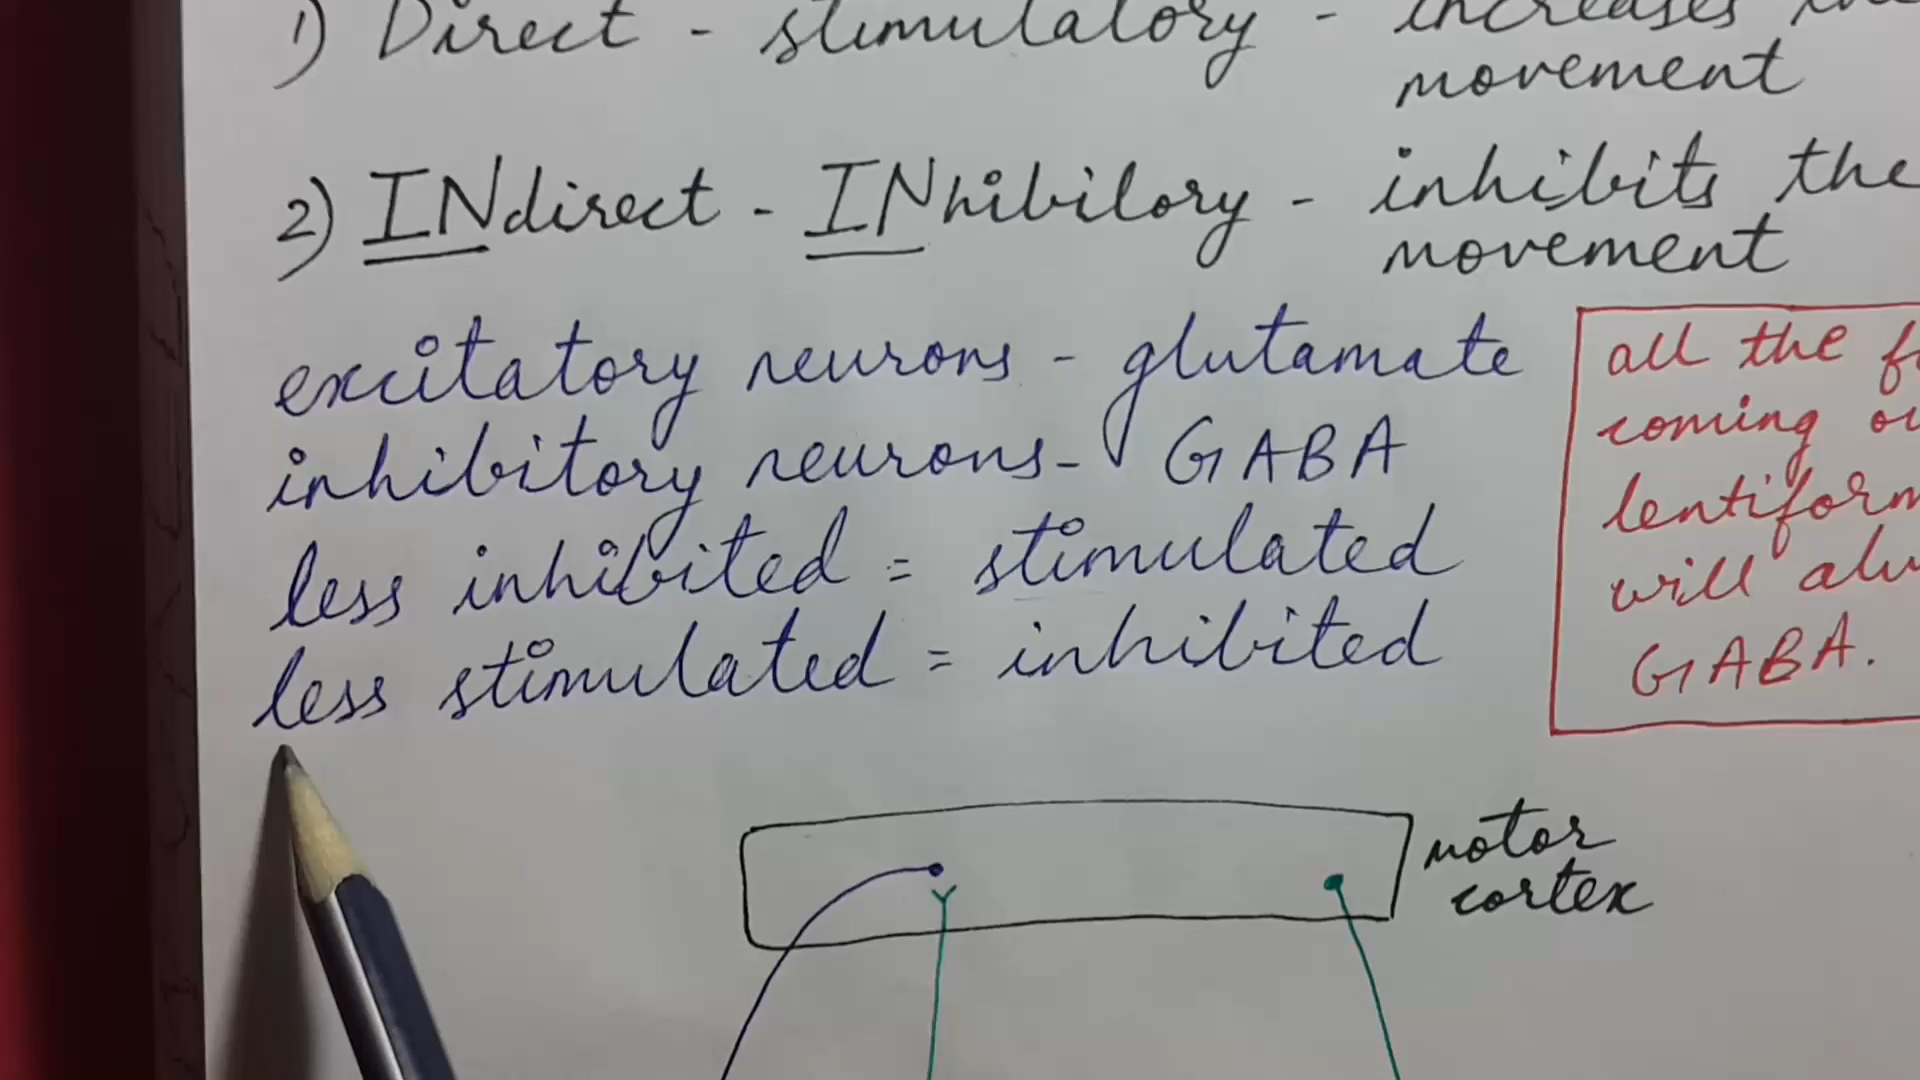 1) Direct - stimulatory - increases
movement
2) INdirect - INhibitory - inhibits the
movement
excitatory neurons - glutamate
inhibitory neurons - GABA
less inhibited = stimulated
less stimulated = inhibited
all the
coming
lentiform
will
GABA.
motor
cortex